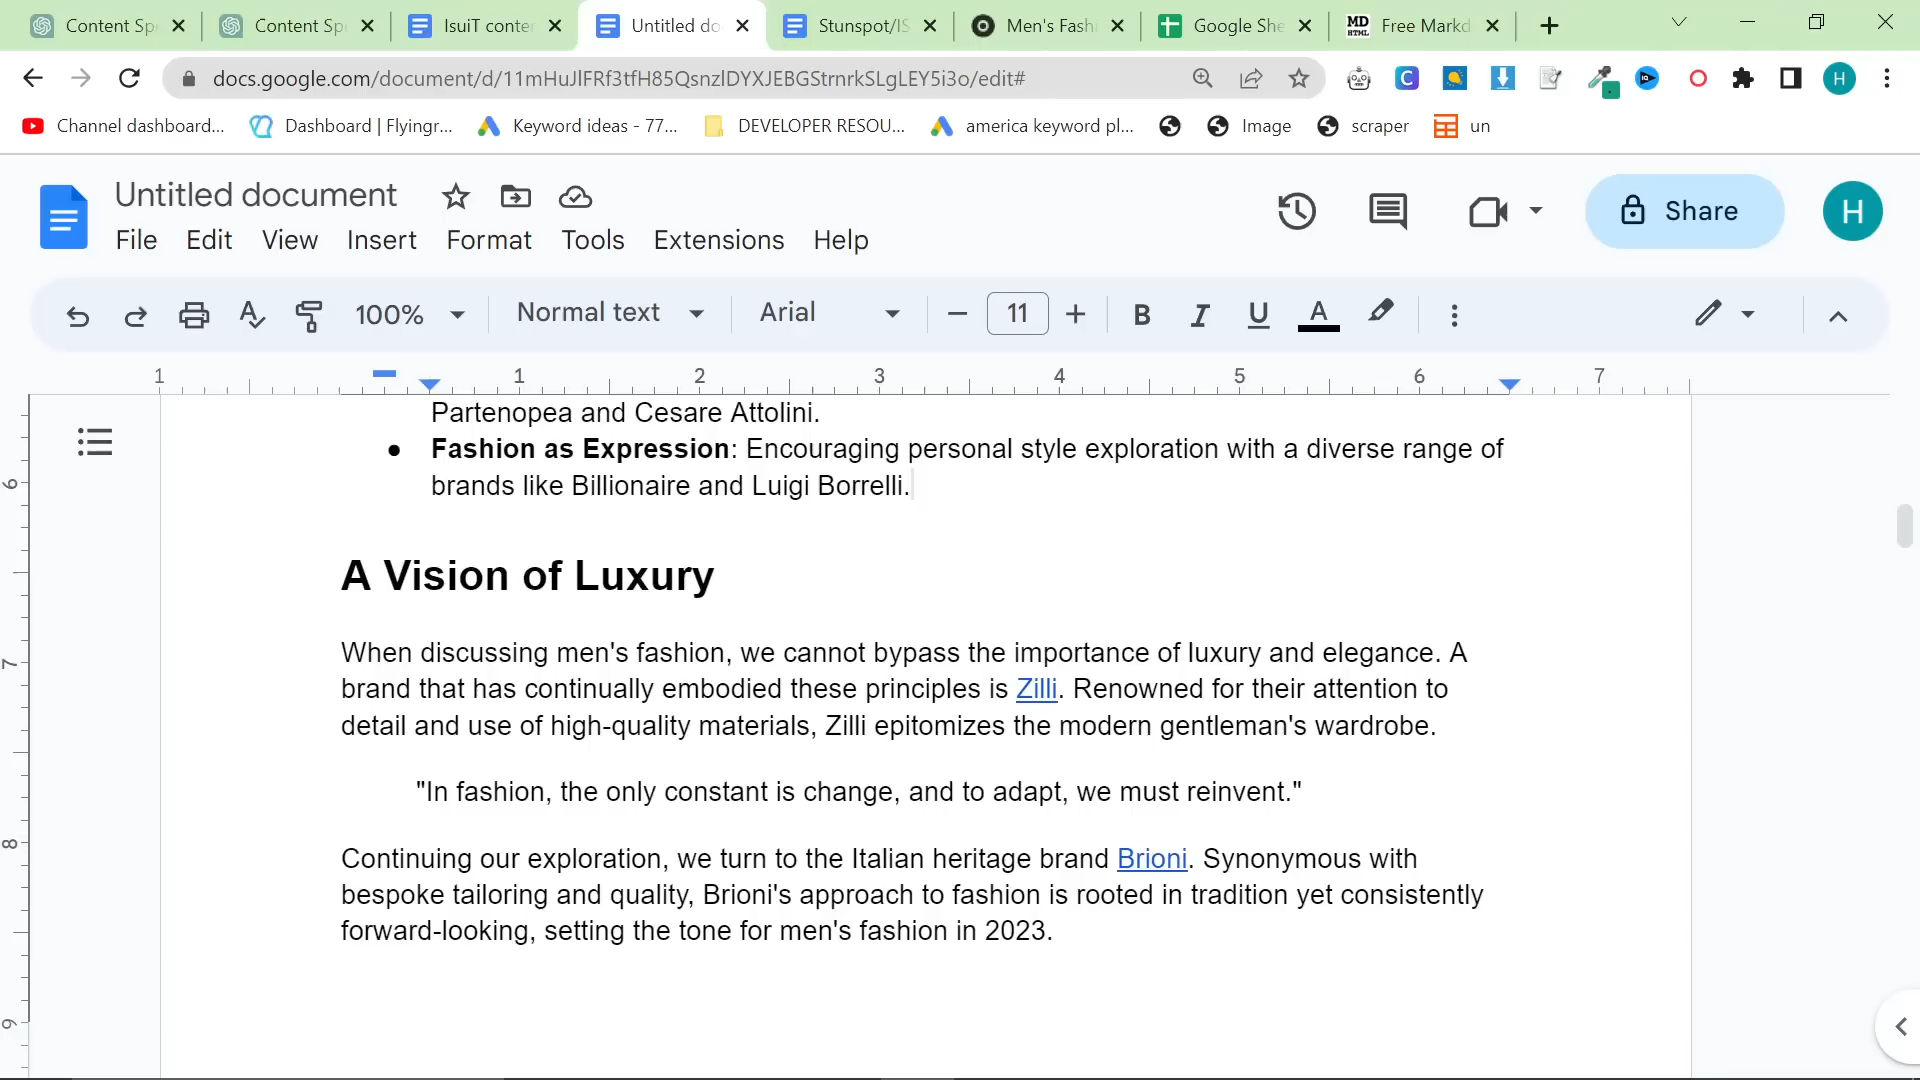 Content Sp
Content Sp
IsuiT conte
Untitled do
Stunspot/IS
Men's Fash
Google She
MD HTML Free Markd
docs.google.com/document/d/11mHuJlFRf3tfH85QsnzlDYXJEBGStrnrkSLgLEY5i3o/edit#
C
H
Channel dashboard...
Dashboard | Flyingr...
Keyword ideas - 77...
DEVELOPER RESOU...
america keyword pl...
Image
scraper
un
Untitled document
Share
H
File Edit View Insert Format Tools Extensions Help
100% Normal text Arial 11 B I U A
1 1 2 3 4 5 6 7
Partenopea and Cesare Attolini.
● Fashion as Expression: Encouraging personal style exploration with a diverse range of
6
brands like Billionaire and Luigi Borrelli.
A Vision of Luxury
When discussing men's fashion, we cannot bypass the importance of luxury and elegance. A
7
brand that has continually embodied these principles is Zilli. Renowned for their attention to
detail and use of high-quality materials, Zilli epitomizes the modern gentleman's wardrobe.
"In fashion, the only constant is change, and to adapt, we must reinvent."
8
Continuing our exploration, we turn to the Italian heritage brand Brioni. Synonymous with
bespoke tailoring and quality, Brioni's approach to fashion is rooted in tradition yet consistently
forward-looking, setting the tone for men's fashion in 2023.
9